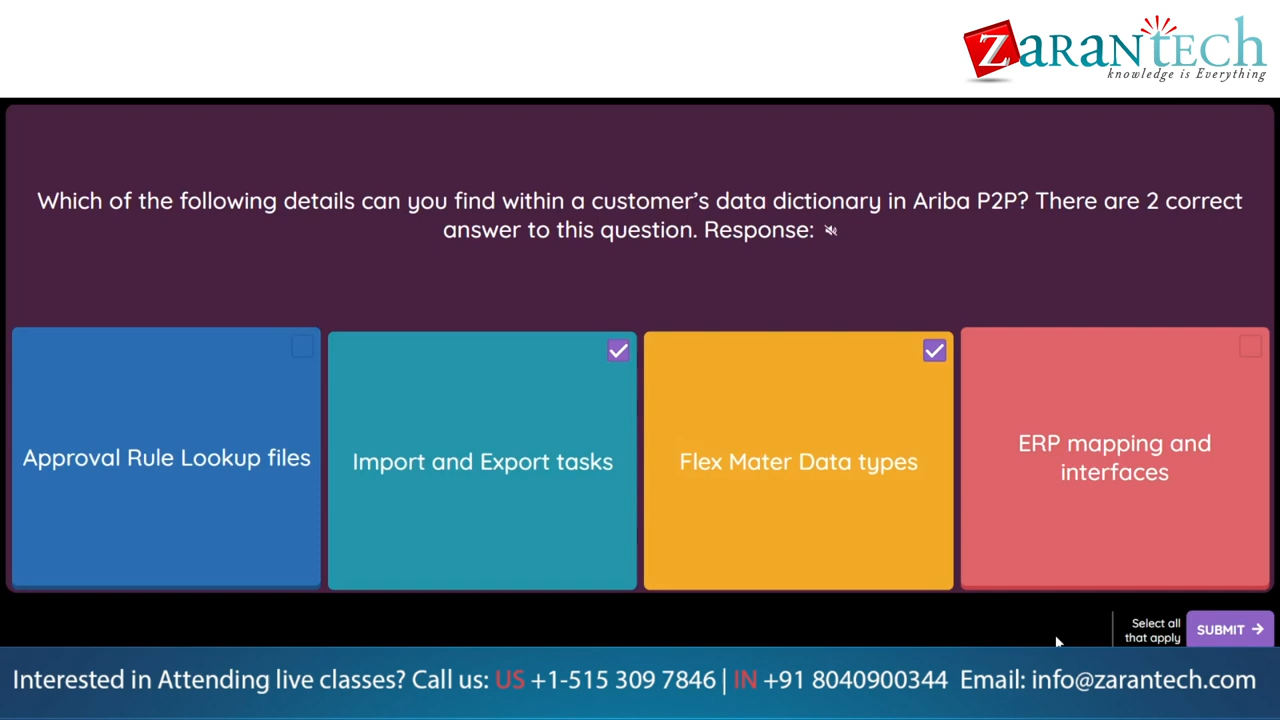 ZARANTECH
knowledge is Everything
Which of the following details can you find within a customer's data dictionary in Ariba P2P? There are 2 correct
answer to this question. Response:
Approval Rule Lookup files
Import and Export tasks
Flex Mater Data types
ERP mapping and
interfaces
Select all
that apply
SUBMIT →
Interested in Attending live classes? Call us: US +1-515 309 7846 | IN +91 8040900344 Email: info@zarantech.com